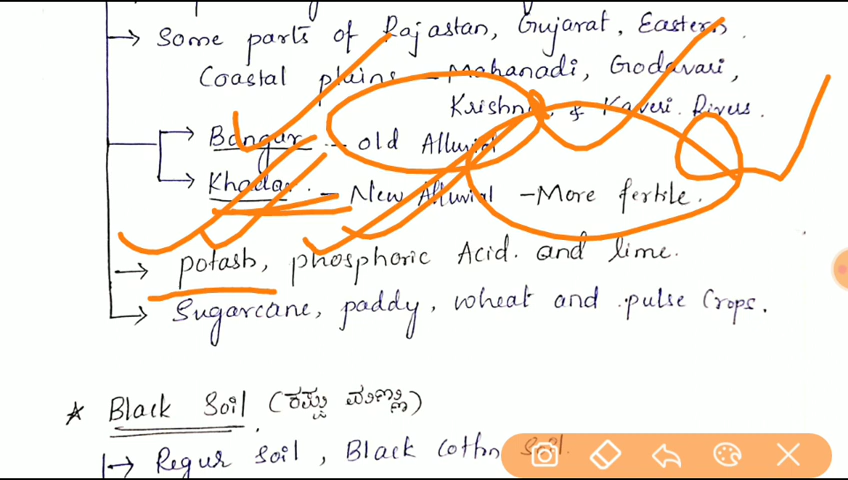 → Some parts of Rajastan, Gujarat, Eastern
Coastal plains - Mahanadi, Godavari,
Krishna, & Kaveri Rivers.
→ Bangur - old Alluvial
→ Khadar - New Alluvial - More fertile.
→ potash, phosphoric Acid. and lime.
→ Sugarcane, paddy, wheat and pulse Crops.
* Black Soil (ಕಪ್ಪು ಮಣ್ಣು)
→ Regur Soil, Black Cotton Soil.